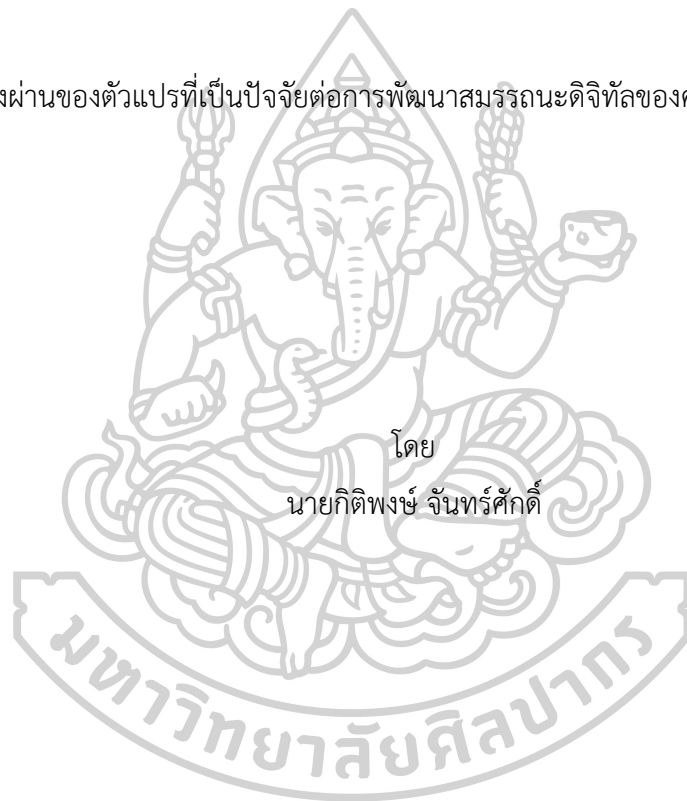 งผ่านของตัวแปรที่เป็นปัจจัยต่อการพัฒนาสมรรถนะดิจิทัลของค
โดย
นายกิติพงษ์ จันทร์ศักดิ์
มหาวิทยาลัยศิลปากร